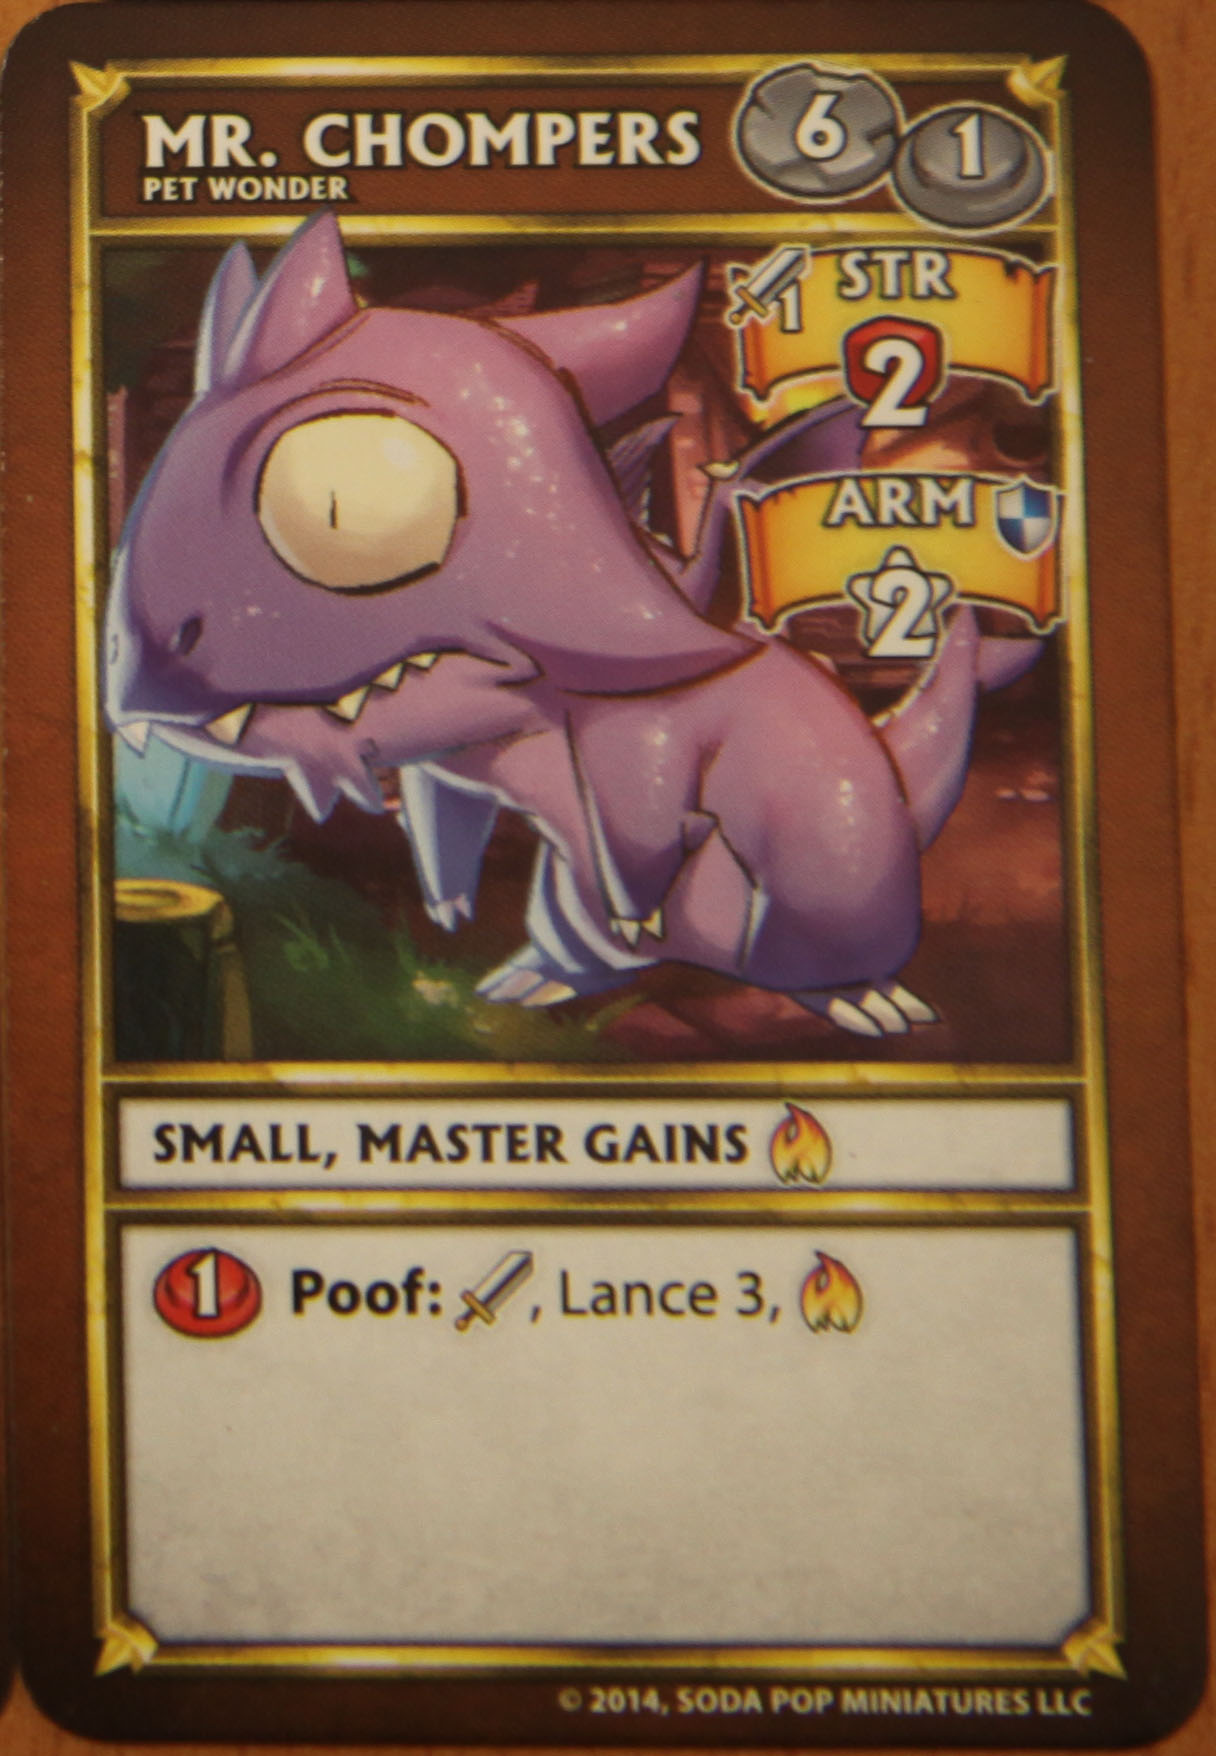 MR. CHOMPERS
PET WONDER
6
1
STR
1
2
ARM
2
SMALL, MASTER GAINS
1 Poof: , Lance 3,
© 2014, SODA POP MINIATURES LLC